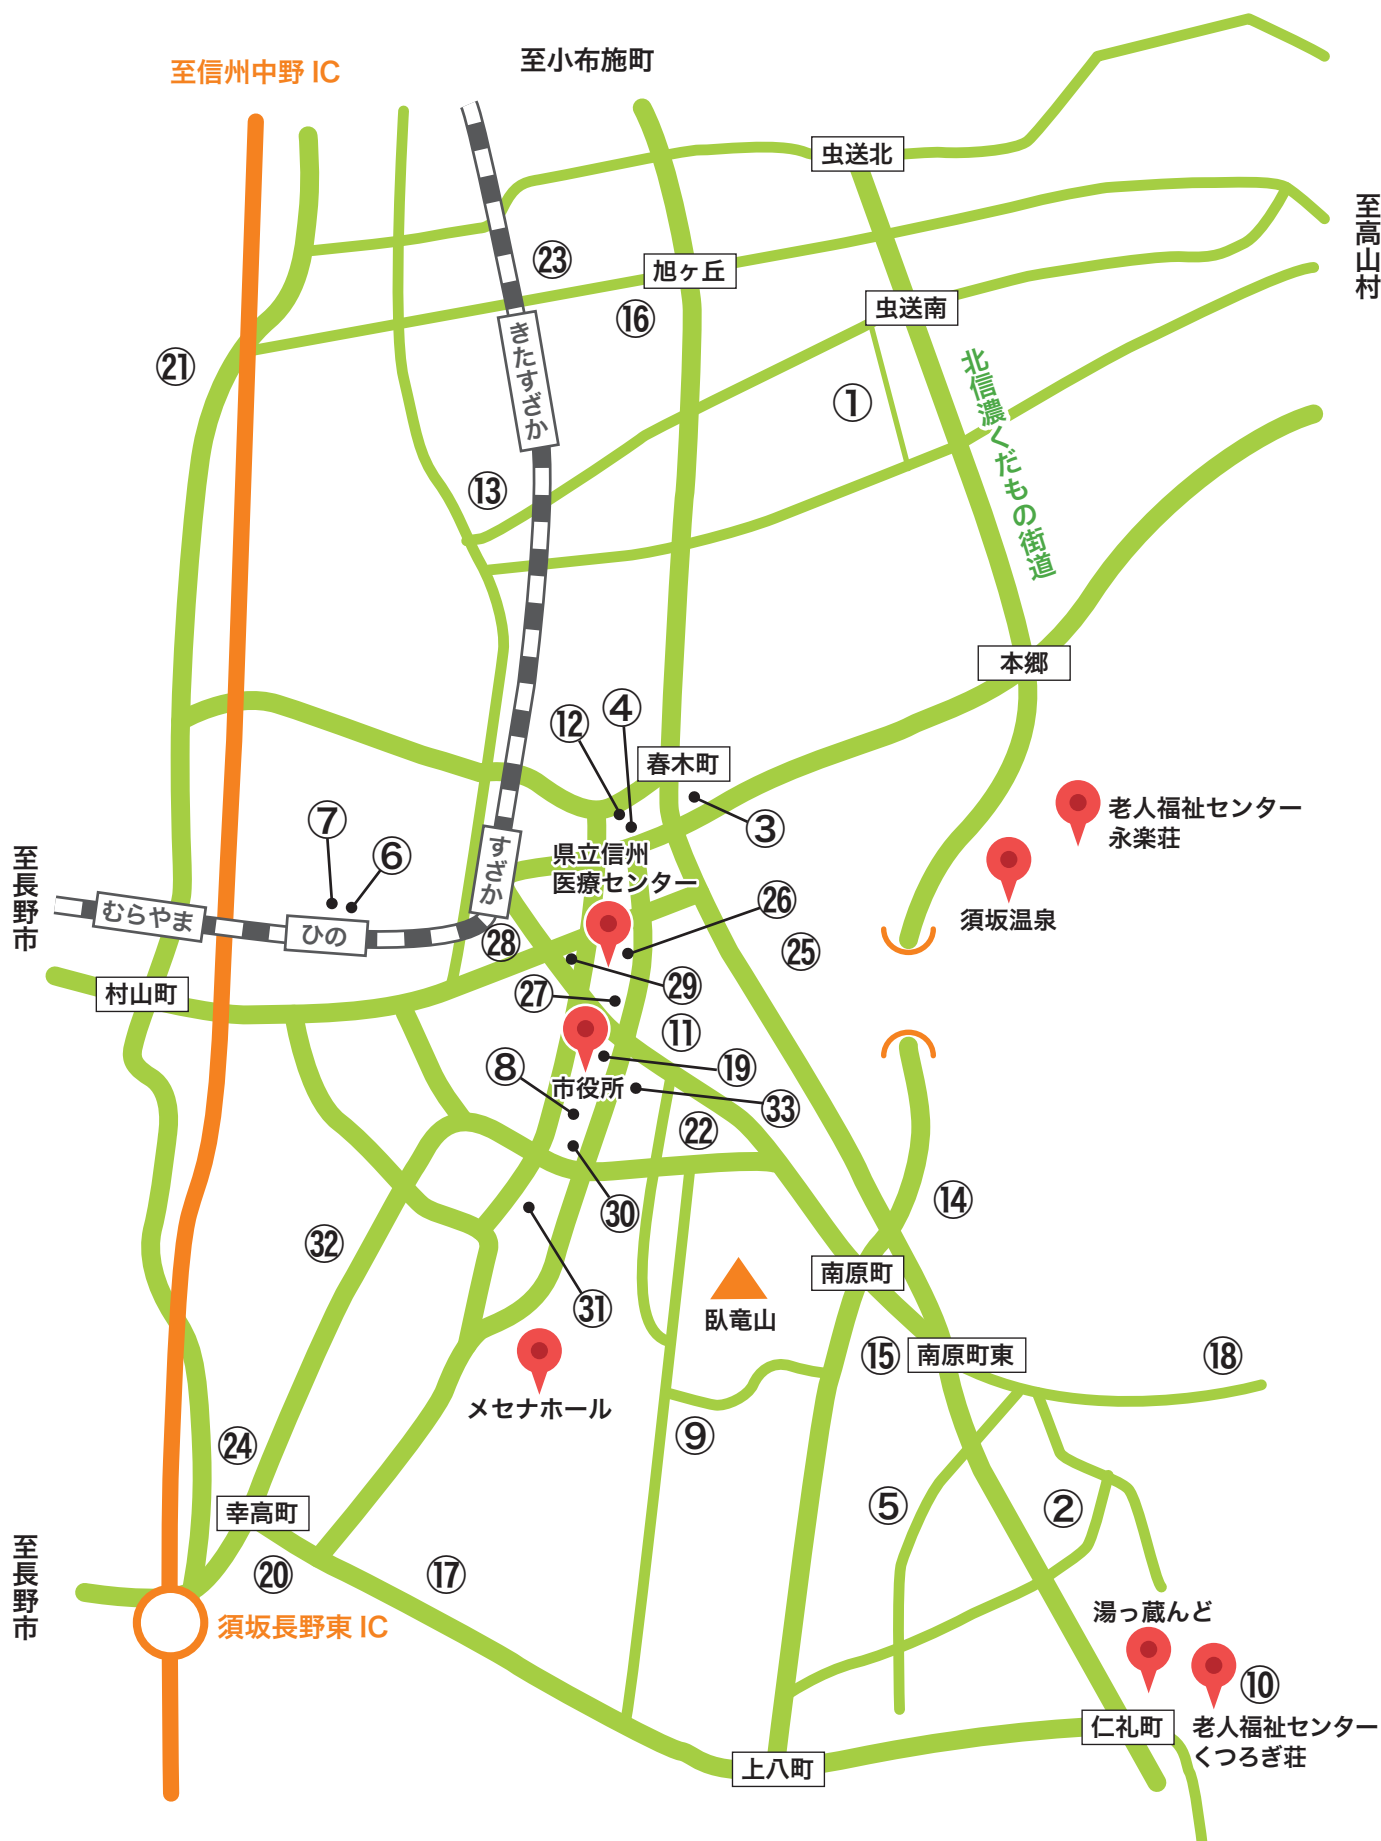 至小布施町
至信州中野 IC
虫送北
至高山村
㉓
旭ヶ丘
虫送南
⑯
きたすざか
㉑
①
北信濃くだもの街道
⑬
本郷
④
⑫
春木町
⑦
③
老人福祉センター
永楽荘
⑥
県立信州
医療センター
すざか
至長野市
須坂温泉
㉖
むらやま
ひの
㉘
㉕
㉙
村山町
㉗
⑪
⑧
⑲
市役所
㉝
㉒
⑭
㉚
㉜
南原町
㉛
臥竜山
⑮
南原町東
⑱
メセナホール
⑨
㉔
⑤
②
幸高町
至長野市
⑳
⑰
湯っ蔵んど
須坂長野東 IC
⑩
仁礼町
老人福祉センター
くつろぎ荘
上八町